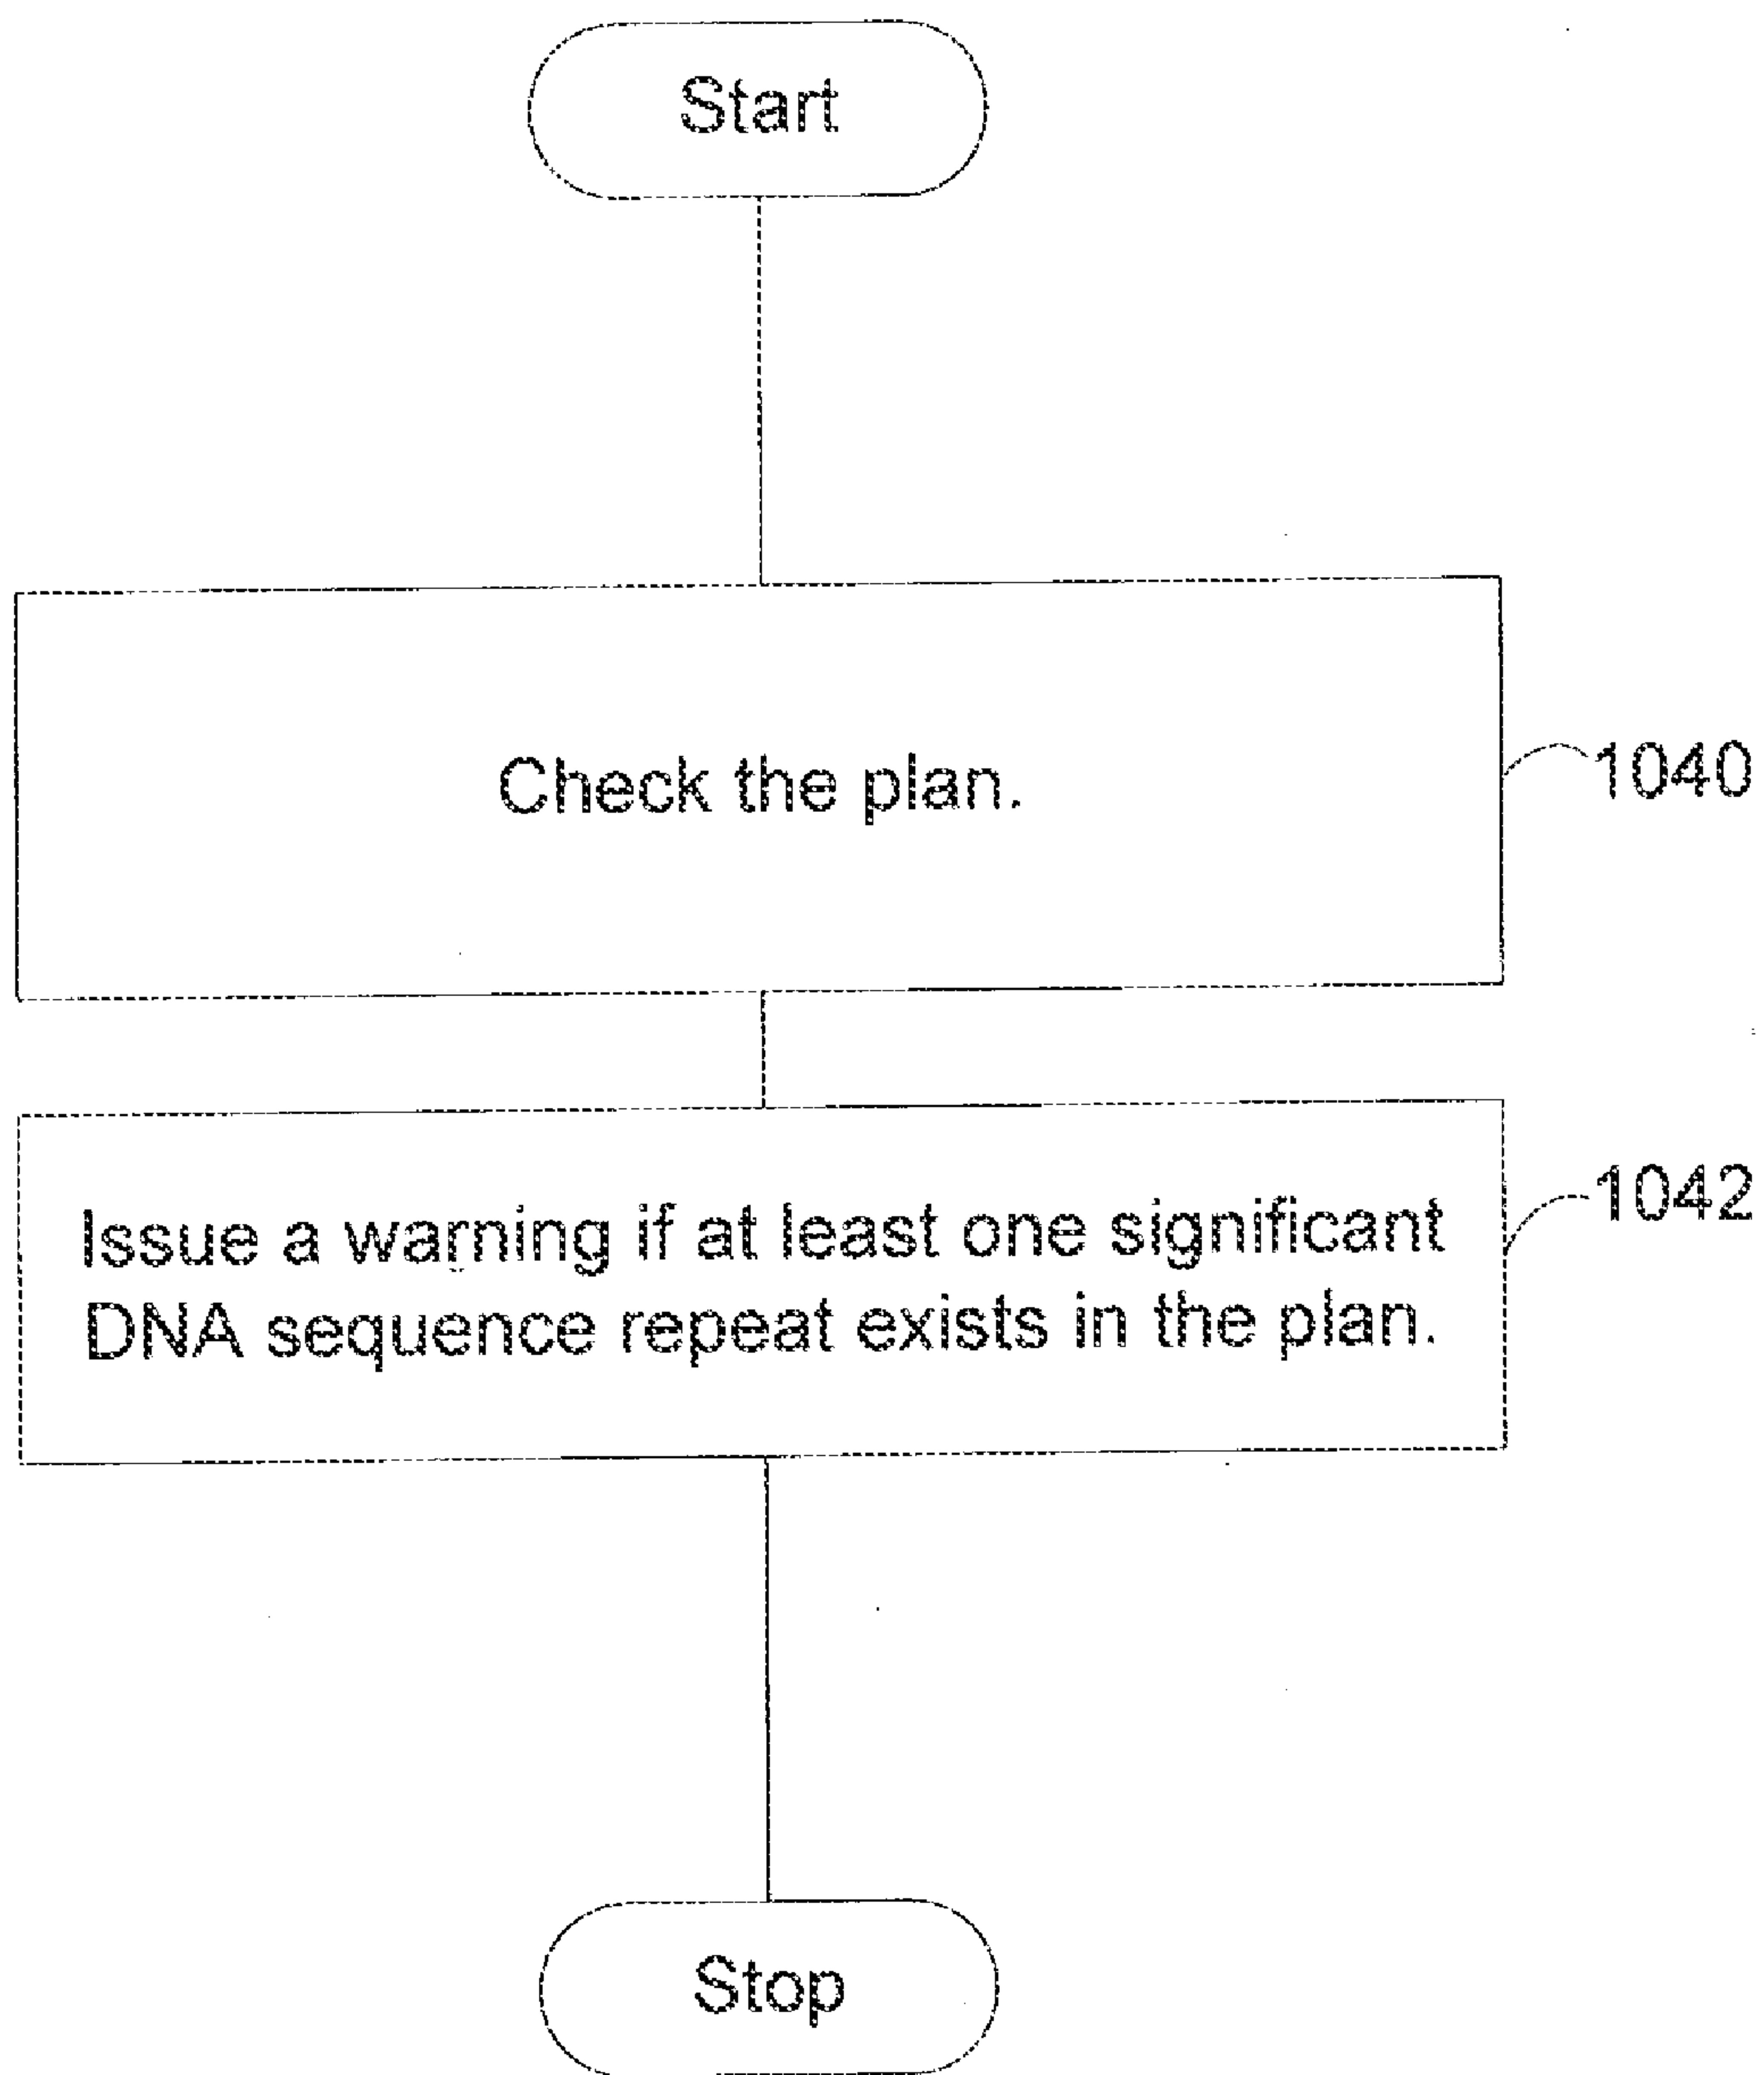 Start
Check the plan.
1040
Issue a warning if at least one significant
DNA sequence repeat exists in the plan.
1042
Stop